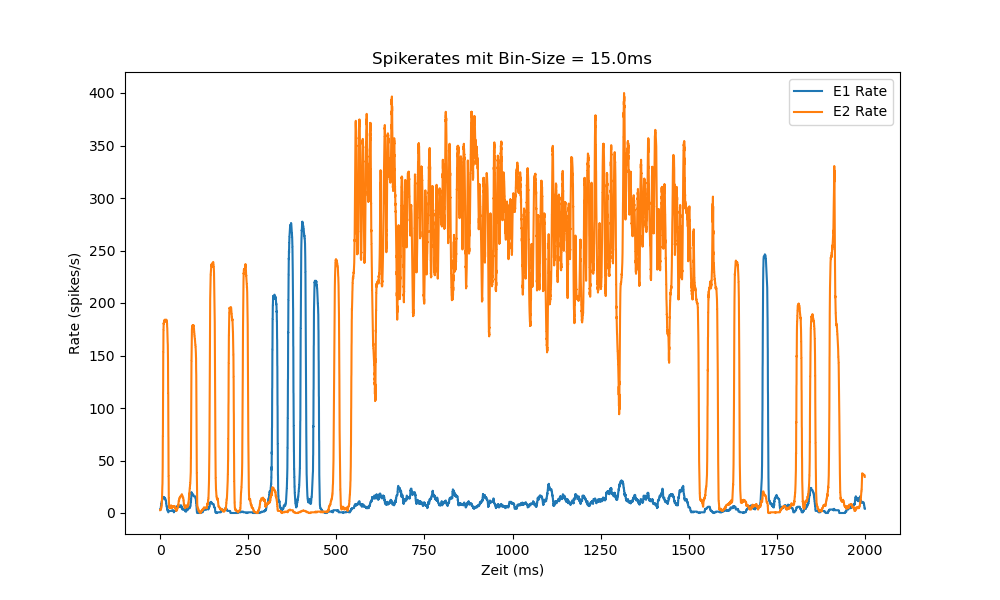 Spikerates mit Bin-Size = 15.0ms
E1 Rate
E2 Rate
400
350
300
250
200
150
100
50
0
Rate (spikes/s)
0 250 500 750 1000 1250 1500 1750 2000
Zeit (ms)